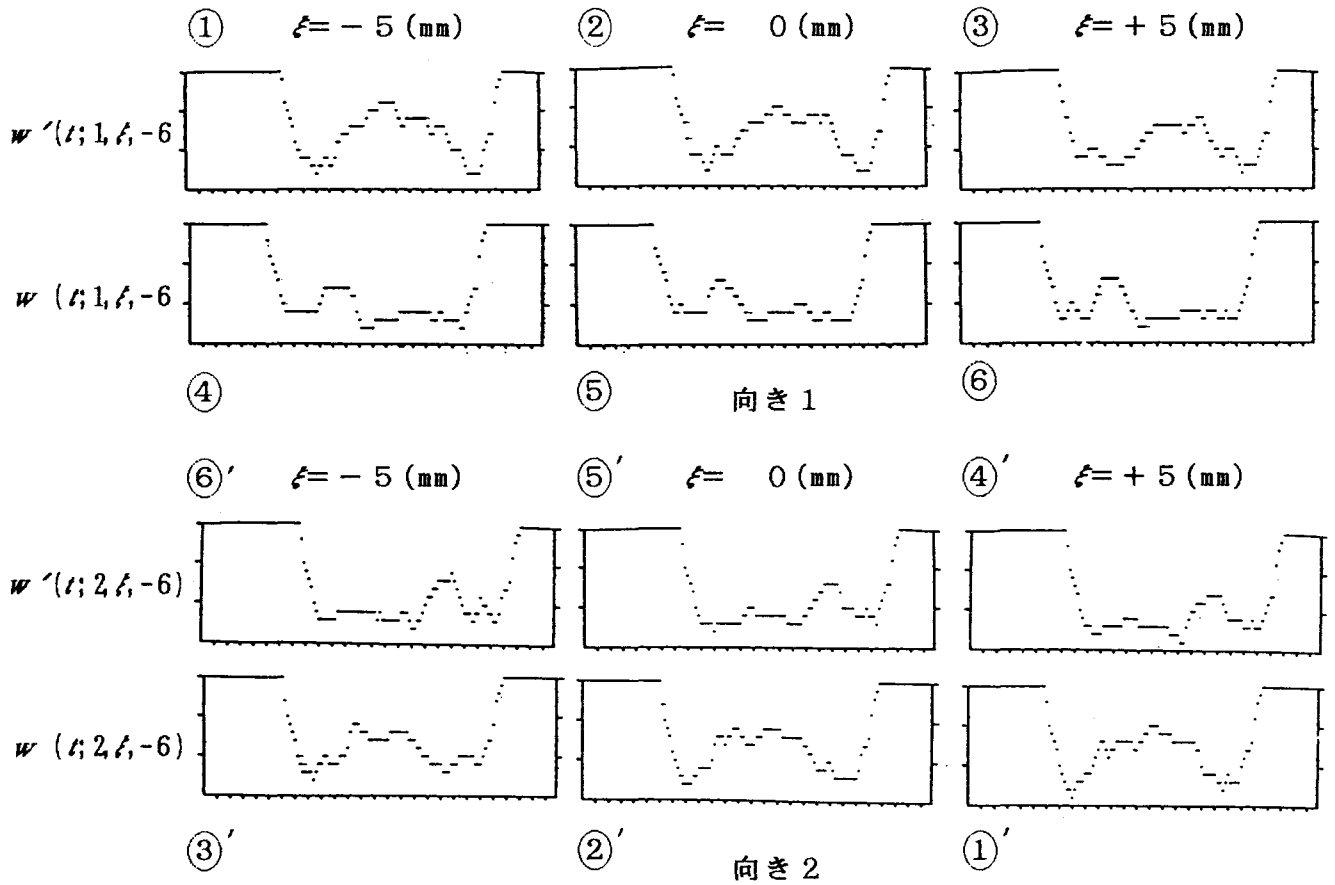 ① ξ= − 5 (mm) ② ξ= 0 (mm) ③ ξ= + 5 (mm)
w′(t; 1, ξ, -6
w (t; 1, ξ, -6
④ ⑤ 向き 1 ⑥
⑥′ ξ= − 5 (mm) ⑤′ ξ= 0 (mm) ④′ ξ= + 5 (mm)
w′(t; 2, ξ, -6)
w (t; 2, ξ, -6)
③′ ②′ 向き 2 ①′